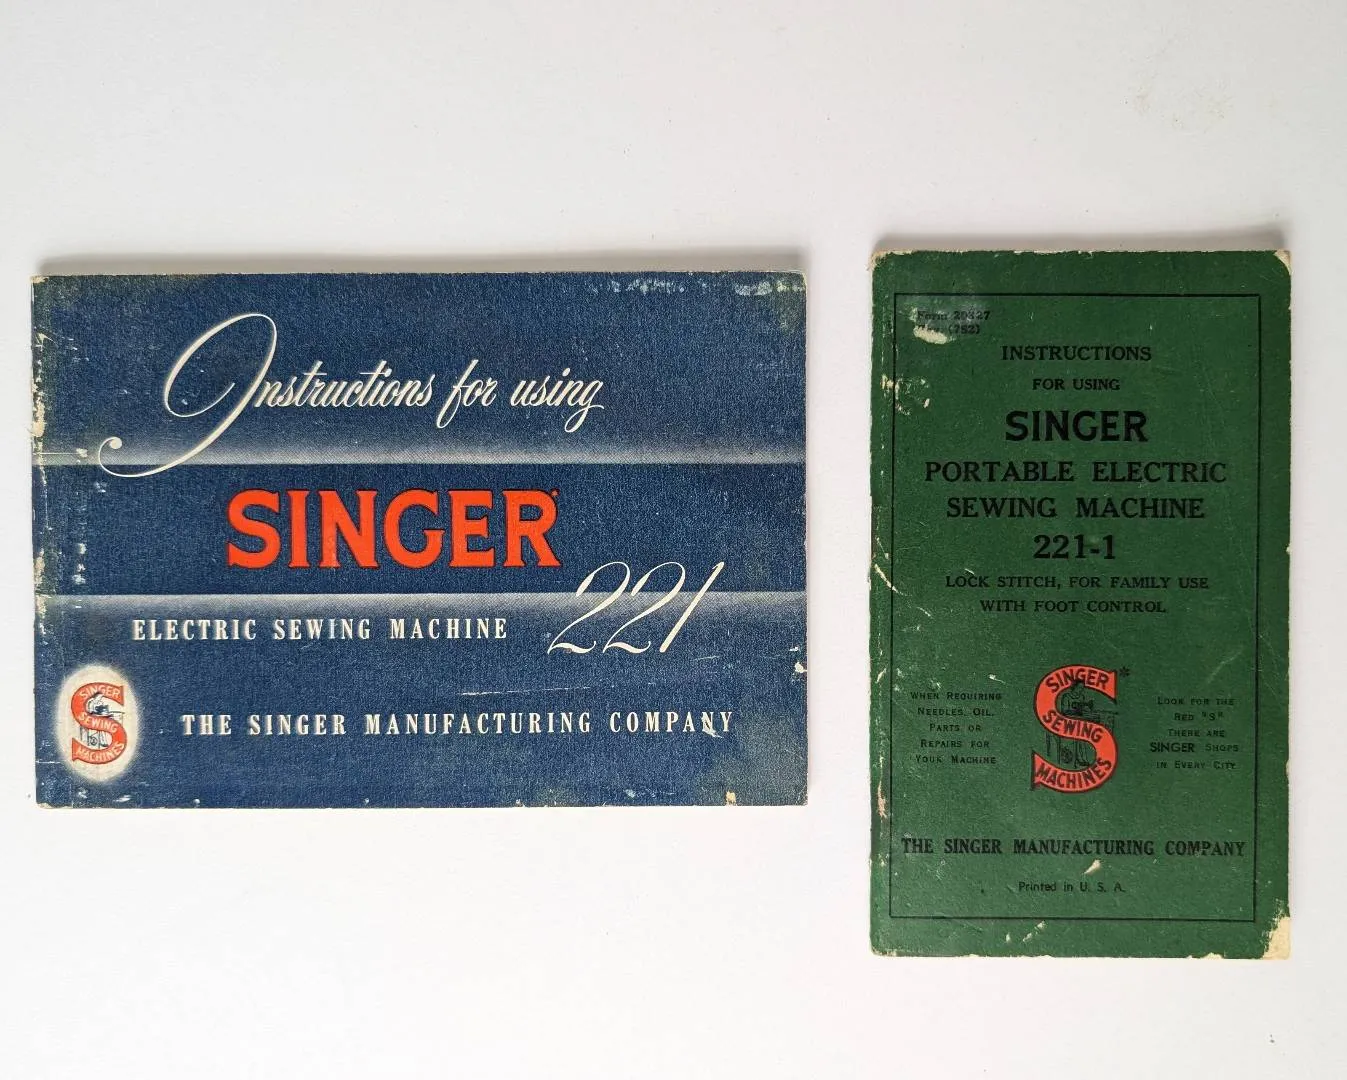 Instructions for using
SINGER
ELECTRIC SEWING MACHINE 221
SINGER
SEWING
MACHINES
THE SINGER MANUFACTURING COMPANY
Form 20327
(752)
INSTRUCTIONS
FOR USING
SINGER
PORTABLE ELECTRIC
SEWING MACHINE
221-1
LOCK STITCH, FOR FAMILY USE
WITH FOOT CONTROL
WHEN REQUIRING
NEEDLES, OIL,
PARTS OR
REPAIRS FOR
YOUR MACHINE
SINGER*
SEWING
MACHINES
LOOK FOR THE
RED "S"
THERE ARE
SINGER SHOPS
IN EVERY CITY
THE SINGER MANUFACTURING COMPANY
Printed in U. S. A.